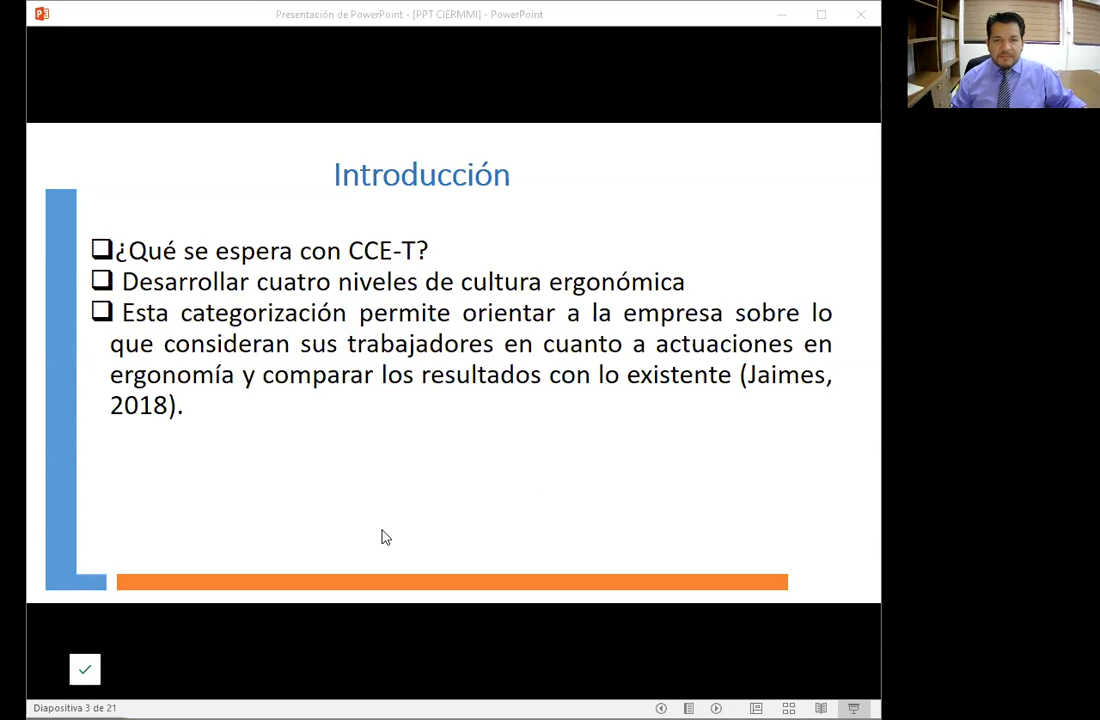 Presentación de PowerPoint - [PPT CIERMMI] - PowerPoint
Introducción
¿Qué se espera con CCE-T?
Desarrollar cuatro niveles de cultura ergonómica
Esta categorización permite orientar a la empresa sobre lo
que consideran sus trabajadores en cuanto a actuaciones en
ergonomía y comparar los resultados con lo existente (Jaimes,
2018).
Diapositiva 3 de 21